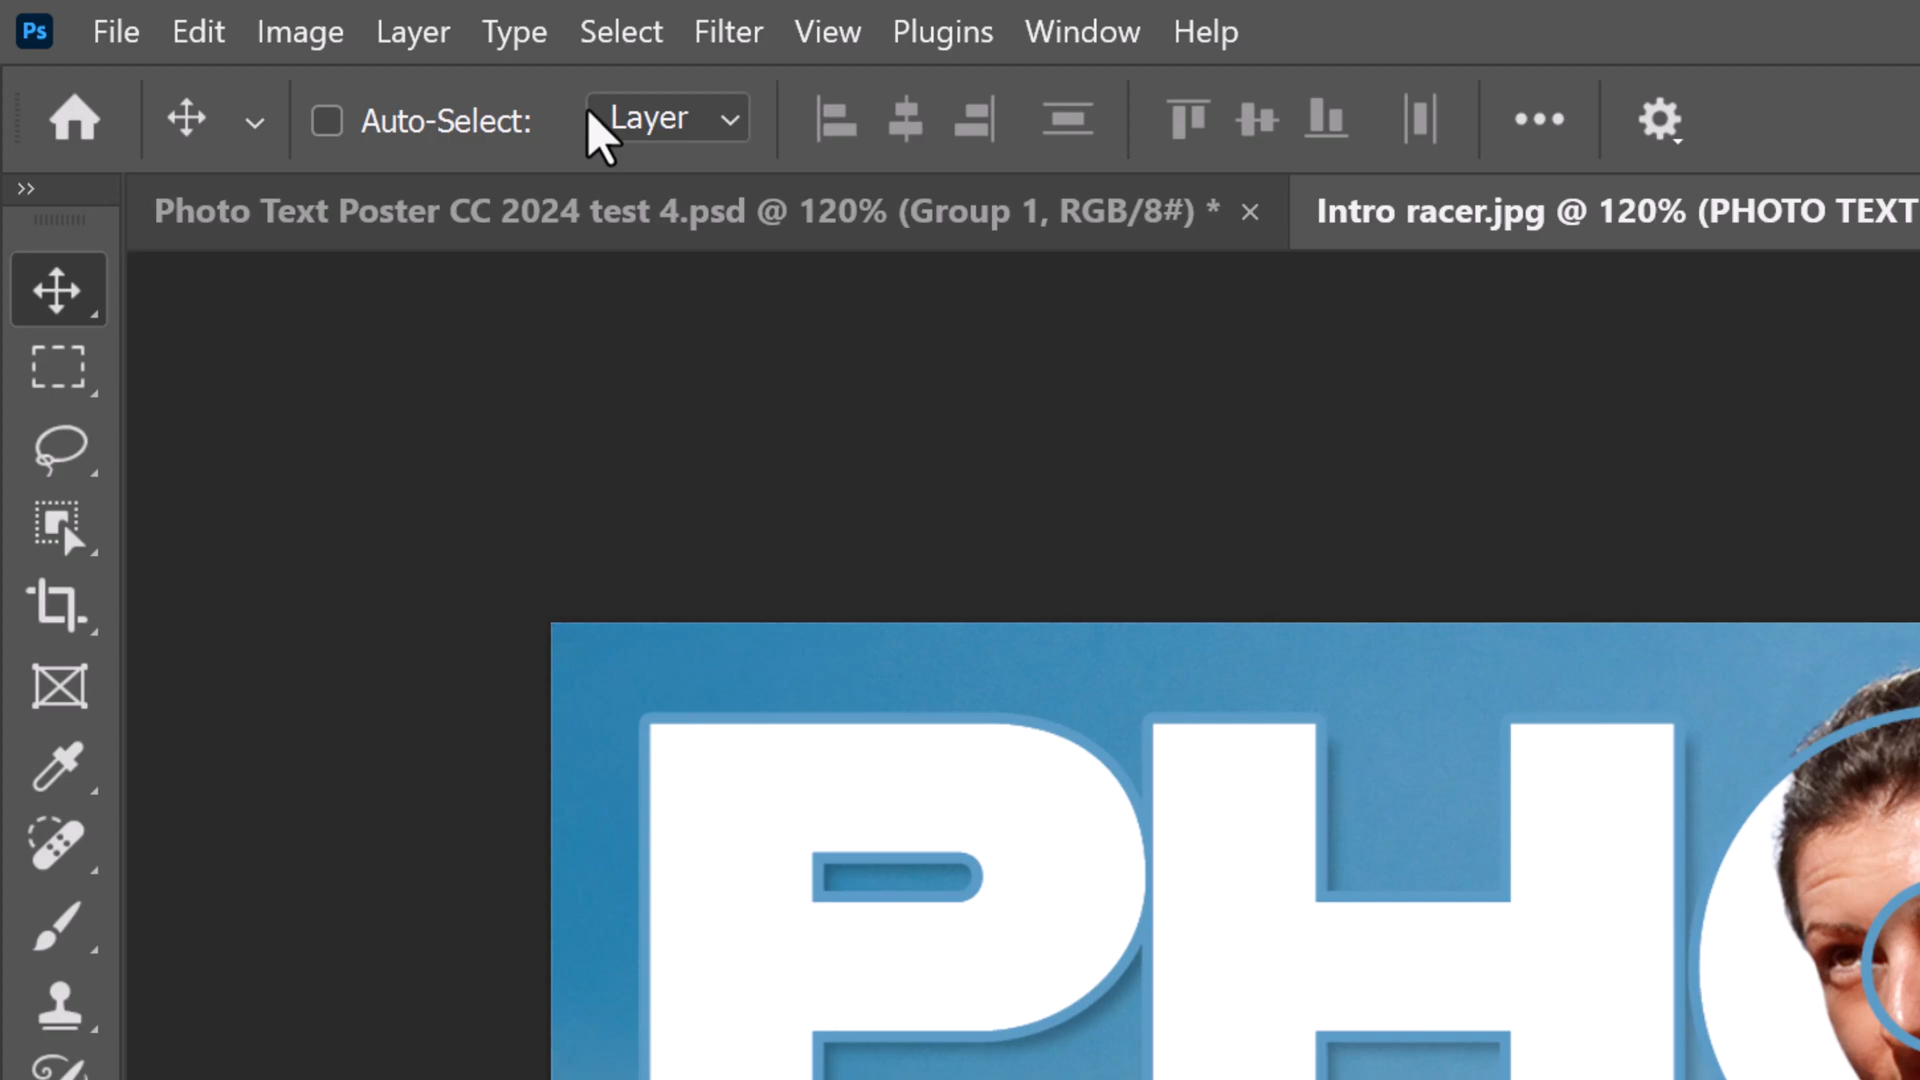 Ps File Edit Image Layer Type Select Filter View Plugins Window Help
Auto-Select: Layer
Photo Text Poster CC 2024 test 4.psd @ 120% (Group 1, RGB/8#) * × Intro racer.jpg @ 120% (PHOTO TEXT
PHO